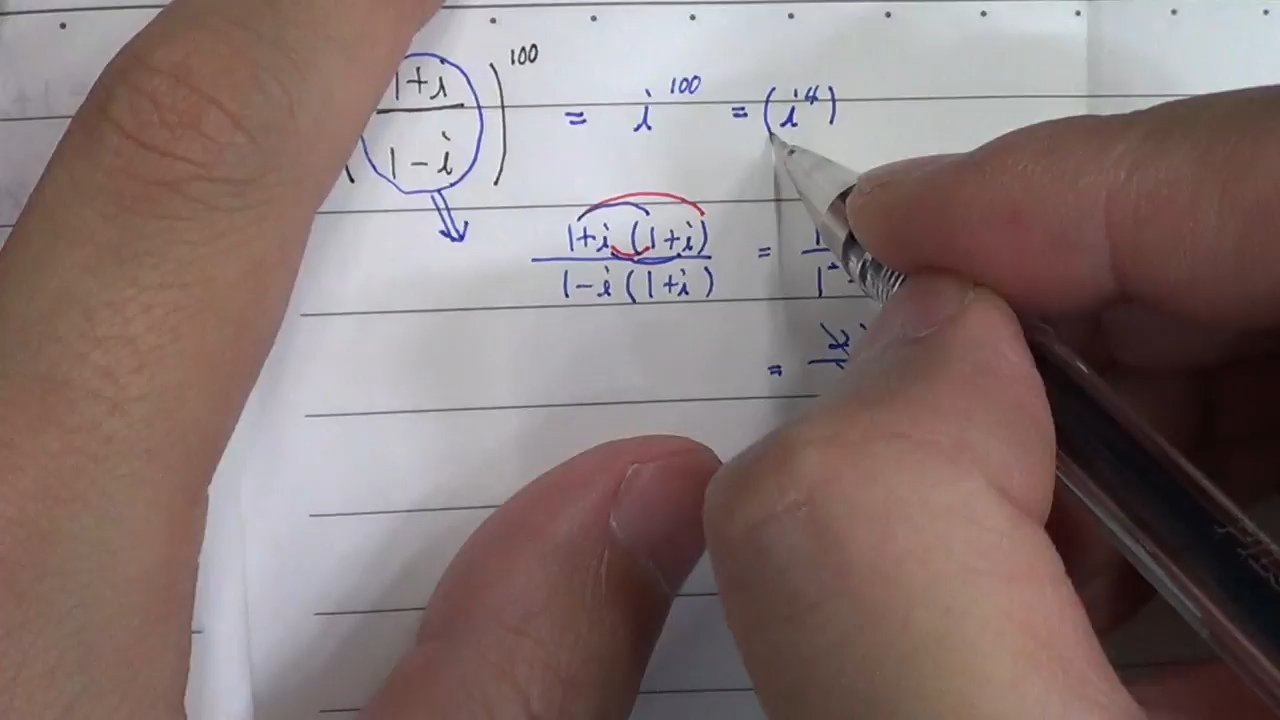 (1+i / 1-i)^100 = i^100 = (i^4)
1+i (1+i) / 1-i (1+i) =
=